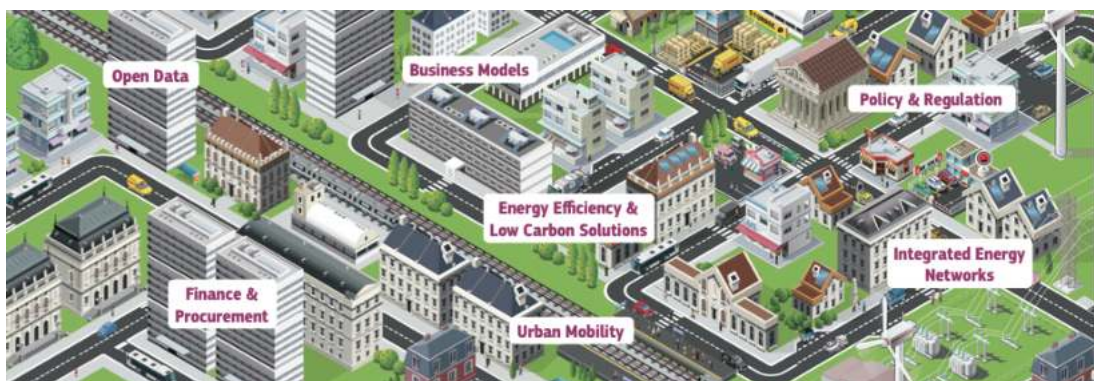 Open Data
Business Models
Policy & Regulation
Energy Efficiency &
Low Carbon Solutions
Integrated Energy
Networks
Finance &
Procurement
Urban Mobility